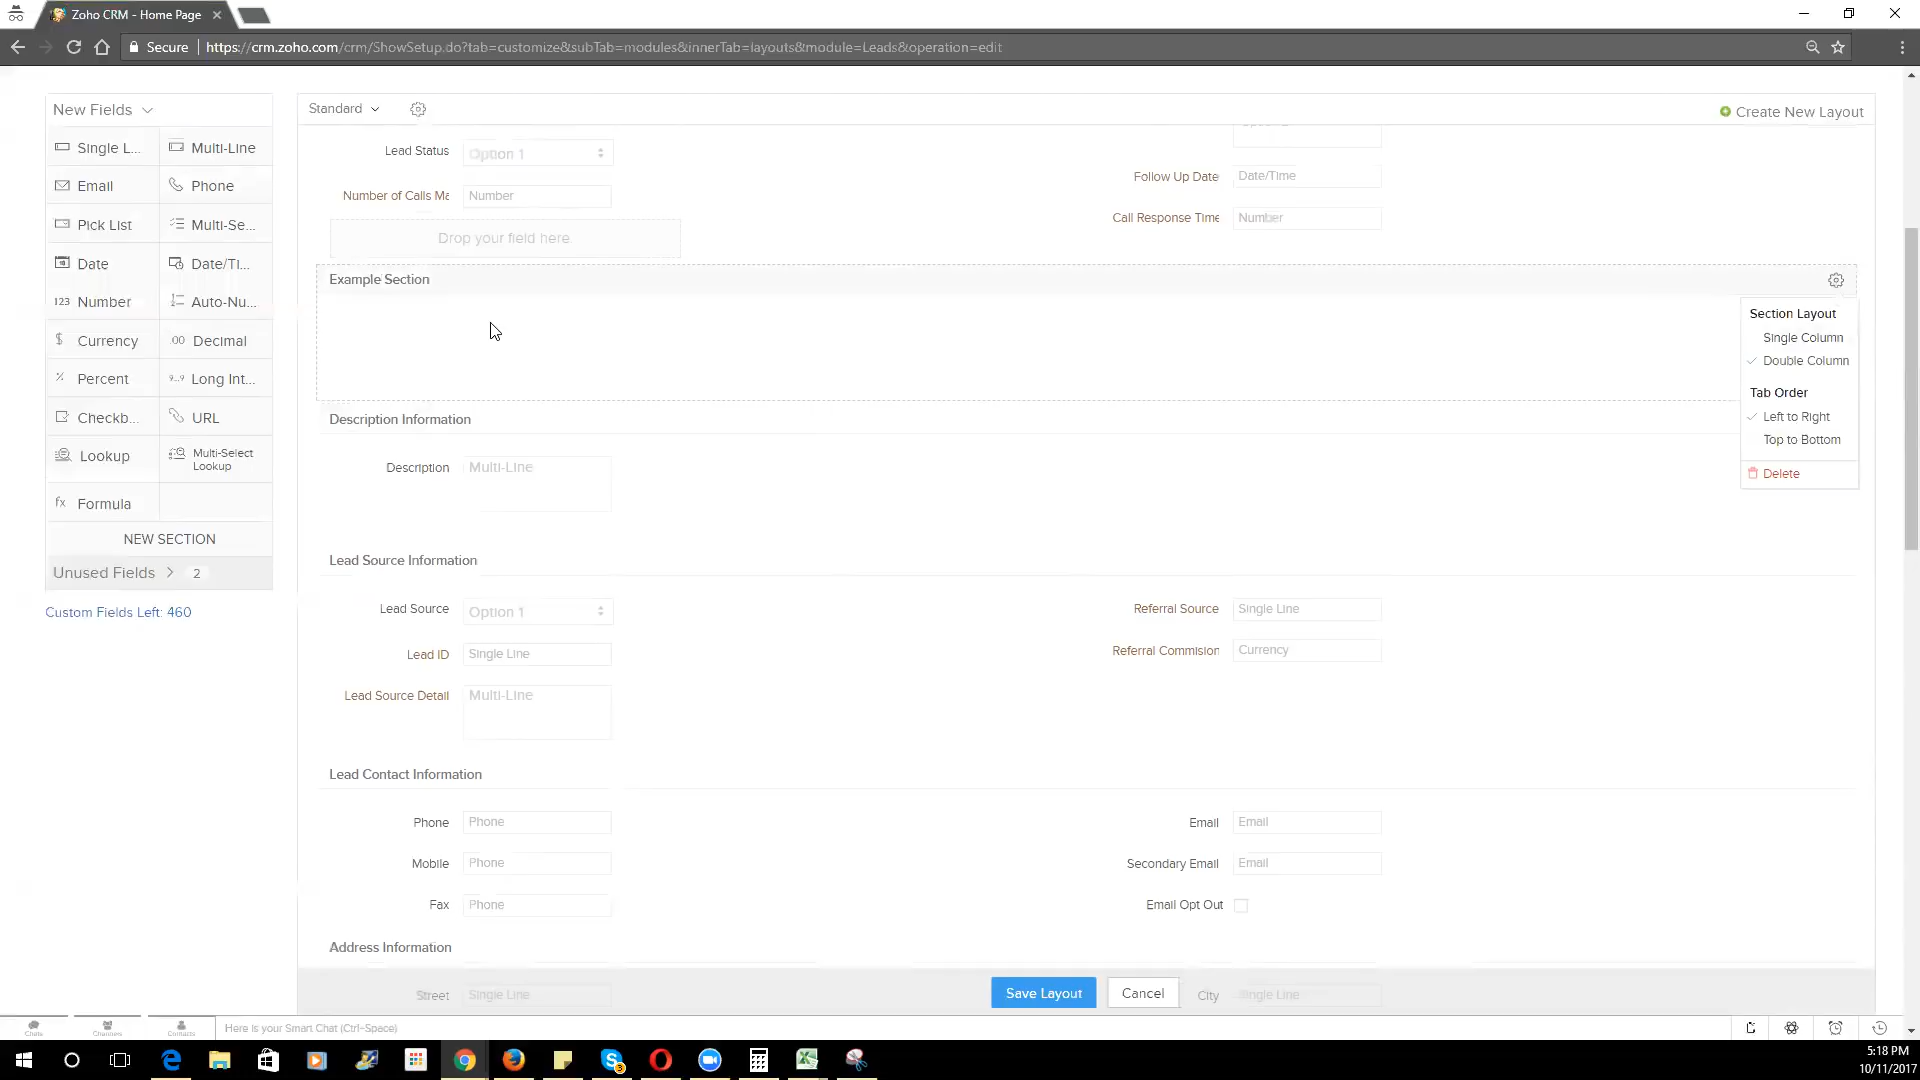 Zoho CRM - Home Page
Secure
https://crm.zoho.com/crm/ShowSetup.do?tab=customize&subTab=modules&innerTab=layouts&module=Leads&operation=edit
New Fields
Single L...
Multi-Line
Email
Phone
Pick List
Multi-Se...
Date
Date/Ti...
Number
Auto-Nu...
Currency
Decimal
Percent
Long Int...
Checkb...
URL
Lookup
Multi-Select
Lookup
Formula
NEW SECTION
Unused Fields
2
Custom Fields Left: 460
Standard
Create New Layout
Lead Status
Option 1
Follow Up Date
Date/Time
Number of Calls Ma
Number
Call Response Time
Number
Drop your field here.
Example Section
Section Layout
Single Column
Double Column
Tab Order
Left to Right
Top to Bottom
Delete
Description Information
Description
Multi-Line
Lead Source Information
Lead Source
Option 1
Referral Source
Single Line
Lead ID
Single Line
Referral Commision
Currency
Lead Source Detail
Multi-Line
Lead Contact Information
Phone
Phone
Email
Email
Mobile
Phone
Secondary Email
Email
Fax
Phone
Email Opt Out
Address Information
Street
Single Line
Save Layout
Cancel
City
Single Line
Chats
Channels
Contacts
Here is your Smart Chat (Ctrl+Space)
5:18 PM
10/11/2017